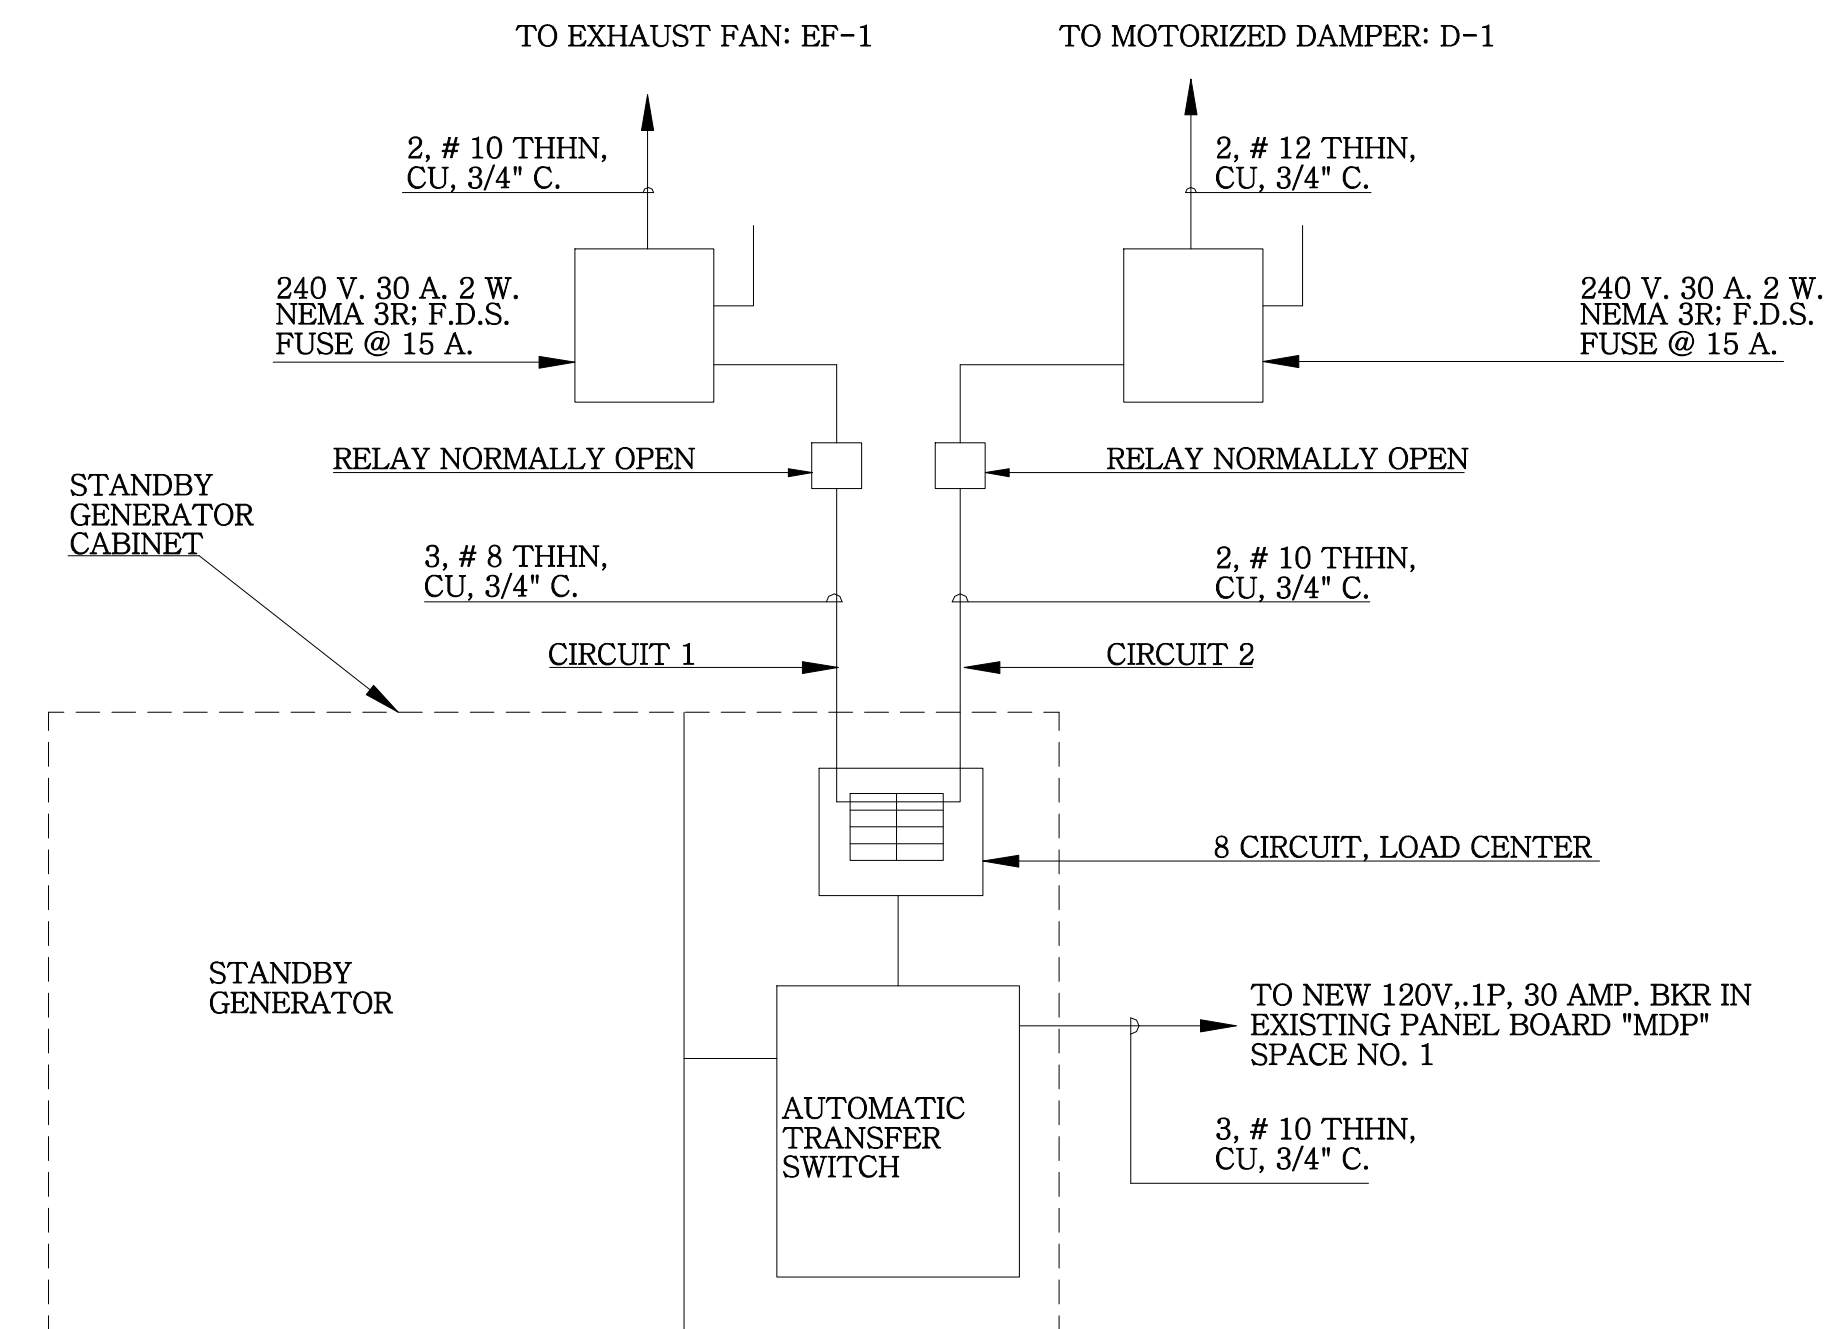 TO EXHAUST FAN: EF-1
TO MOTORIZED DAMPER: D-1
2, # 10 THHN,
CU, 3/4" C.
2, # 12 THHN,
CU, 3/4" C.
240 V. 30 A. 2 W.
NEMA 3R; F.D.S.
FUSE @ 15 A.
240 V. 30 A. 2 W.
NEMA 3R; F.D.S.
FUSE @ 15 A.
RELAY NORMALLY OPEN
RELAY NORMALLY OPEN
STANDBY
GENERATOR
CABINET
3, # 8 THHN,
CU, 3/4" C.
2, # 10 THHN,
CU, 3/4" C.
CIRCUIT 1
CIRCUIT 2
8 CIRCUIT, LOAD CENTER
STANDBY
GENERATOR
TO NEW 120V,.1P, 30 AMP. BKR IN
EXISTING PANEL BOARD "MDP"
SPACE NO. 1
AUTOMATIC
TRANSFER
SWITCH
3, # 10 THHN,
CU, 3/4" C.